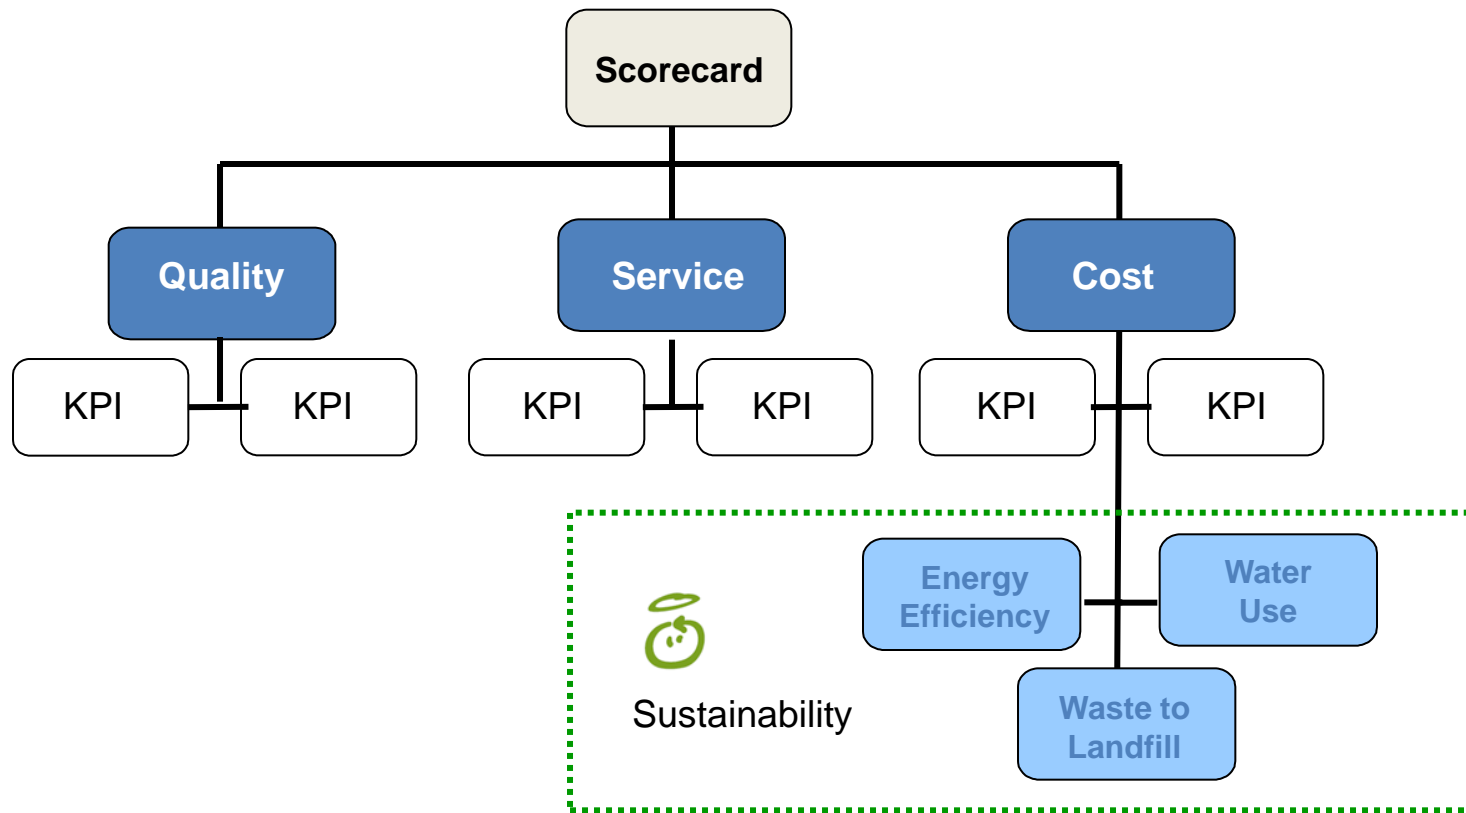 Scorecard
Quality
Service
Cost
KPI
KPI
KPI
KPI
KPI
KPI
Energy
Efficiency
Water
Use
Sustainability
Waste to
Landfill